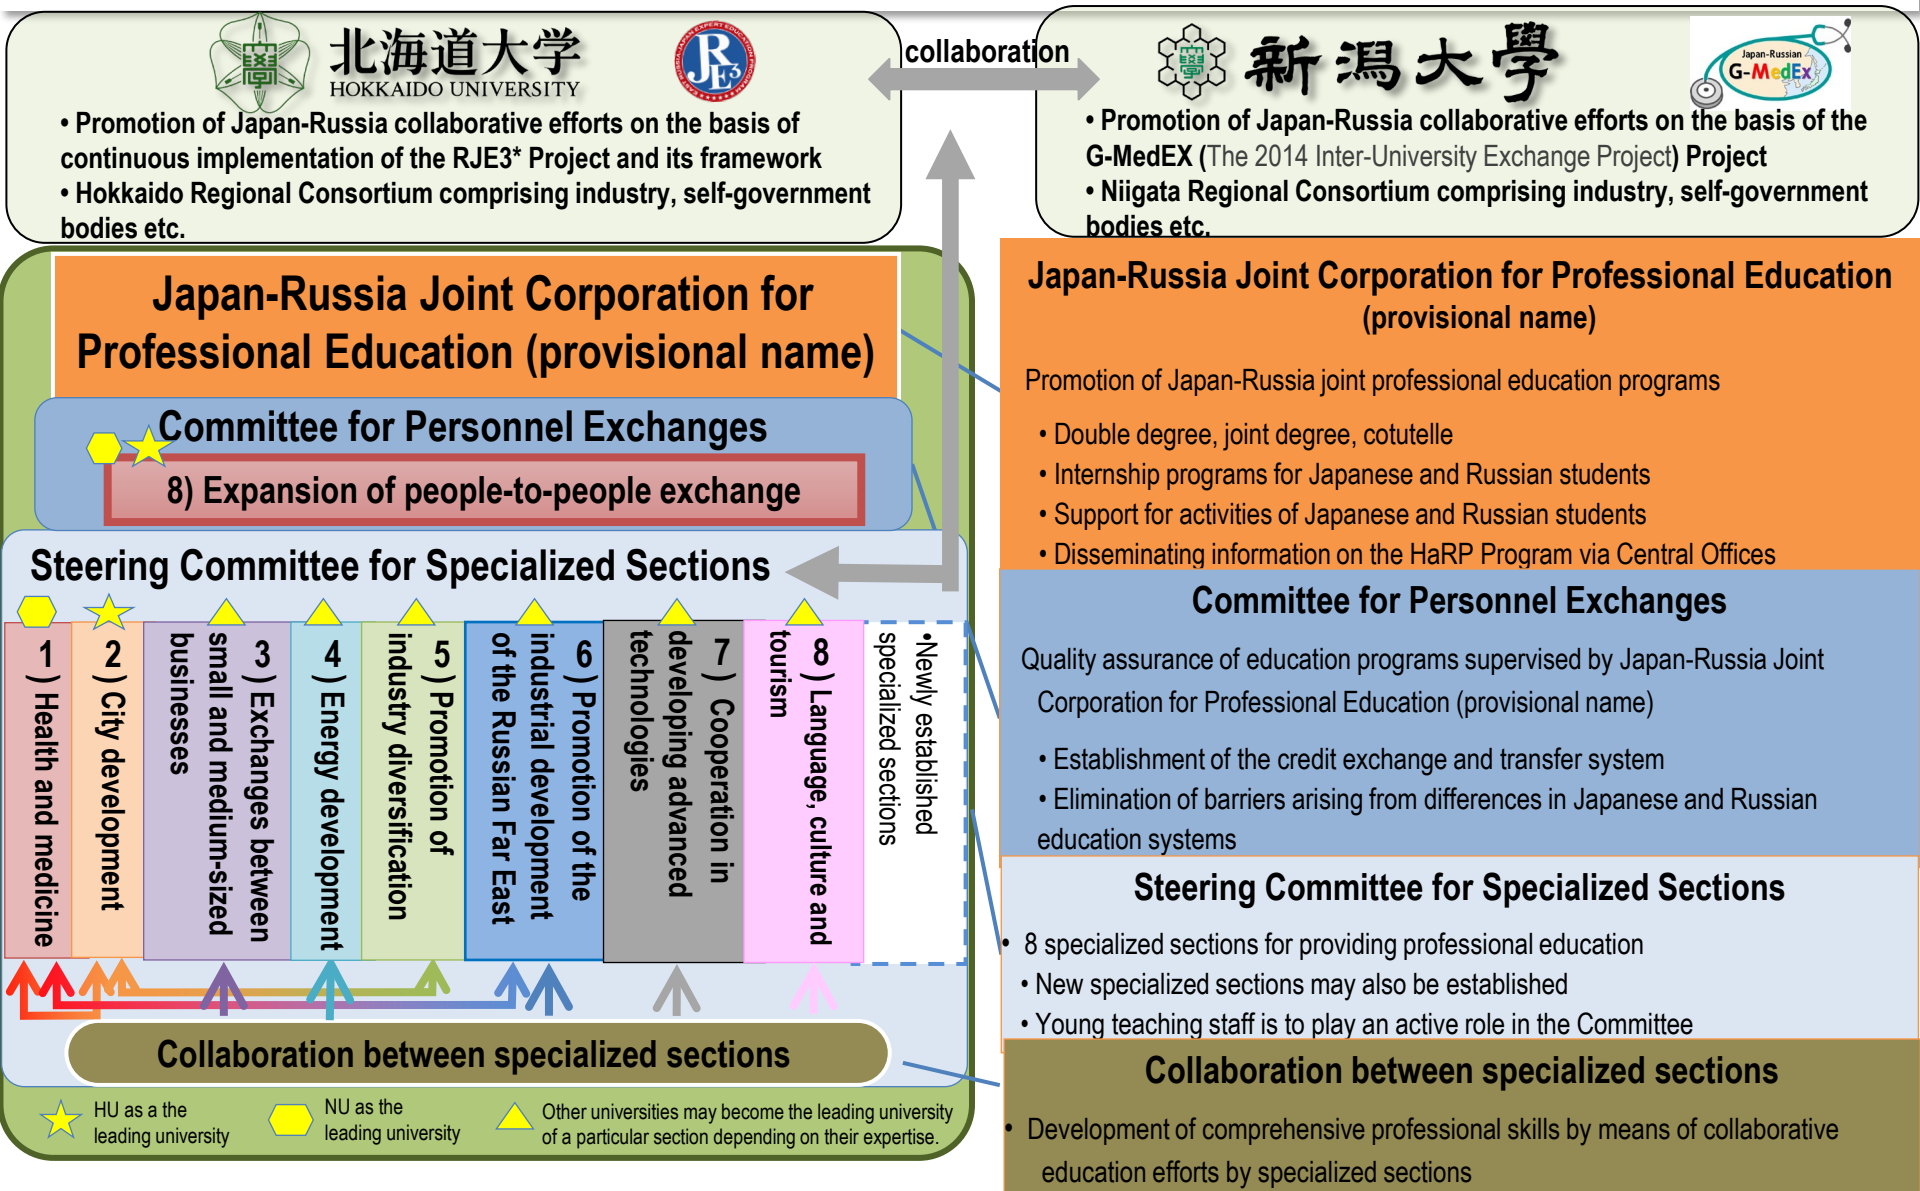 北海道大学
HOKKAIDO UNIVERSITY
RJE3
• Promotion of Japan-Russia collaborative efforts on the basis of
continuous implementation of the RJE3* Project and its framework
• Hokkaido Regional Consortium comprising industry, self-government
bodies etc.
collaboration
新潟大學
Japan-Russian
G-MedEx
• Promotion of Japan-Russia collaborative efforts on the basis of the
G-MedEX (The 2014 Inter-University Exchange Project) Project
• Niigata Regional Consortium comprising industry, self-government
bodies etc.
Japan-Russia Joint Corporation for
Professional Education (provisional name)
Committee for Personnel Exchanges
8) Expansion of people-to-people exchange
Steering Committee for Specialized Sections
1) Health and medicine
2) City development
3) Exchanges between
small and medium-sized
businesses
4) Energy development
5) Promotion of
industry diversification
6) Promotion of the
industrial development
of the Russian Far East
7) Cooperation in
developing advanced
technologies
8) Language, culture and
tourism
•Newly established
specialized sections
Collaboration between specialized sections
HU as a the
leading university
NU as the
leading university
Other universities may become the leading university
of a particular section depending on their expertise.
Japan-Russia Joint Corporation for Professional Education
(provisional name)
Promotion of Japan-Russia joint professional education programs
• Double degree, joint degree, cotutelle
• Internship programs for Japanese and Russian students
• Support for activities of Japanese and Russian students
• Disseminating information on the HaRP Program via Central Offices
Committee for Personnel Exchanges
Quality assurance of education programs supervised by Japan-Russia Joint
Corporation for Professional Education (provisional name)
• Establishment of the credit exchange and transfer system
• Elimination of barriers arising from differences in Japanese and Russian
education systems
Steering Committee for Specialized Sections
• 8 specialized sections for providing professional education
• New specialized sections may also be established
• Young teaching staff is to play an active role in the Committee
Collaboration between specialized sections
• Development of comprehensive professional skills by means of collaborative
education efforts by specialized sections